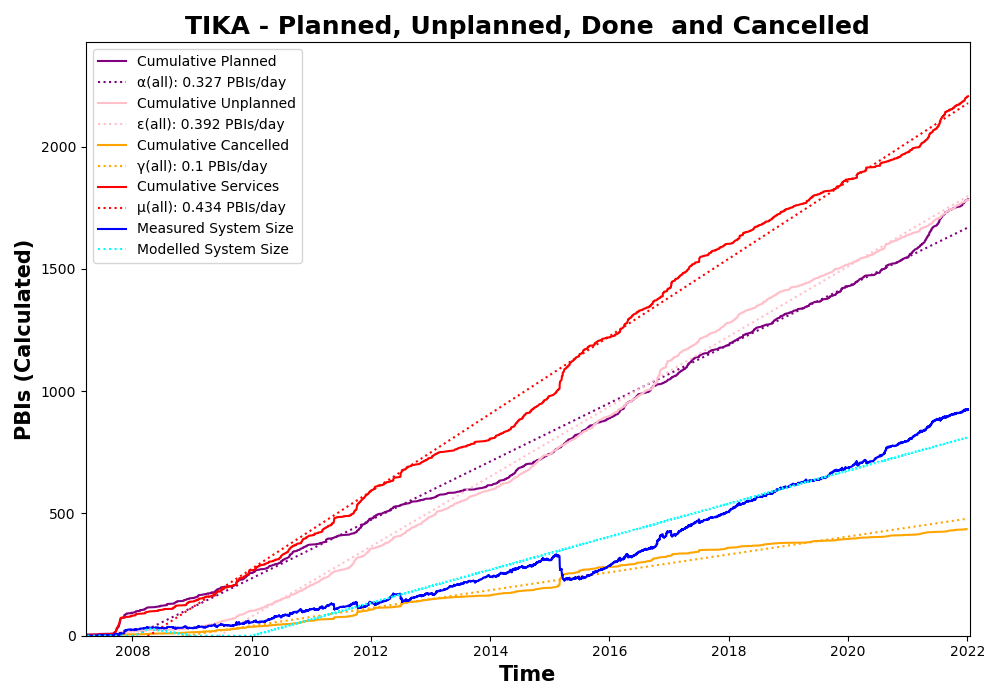 TIKA - Planned, Unplanned, Done  and Cancelled
Cumulative Planned
α(all): 0.327 PBIs/day
Cumulative Unplanned
ε(all): 0.392 PBIs/day
Cumulative Cancelled
γ(all): 0.1 PBIs/day
Cumulative Services
μ(all): 0.434 PBIs/day
Measured System Size
Modelled System Size
PBIs (Calculated)
2000
1500
1000
500
0
2008 2010 2012 2014 2016 2018 2020 2022
Time